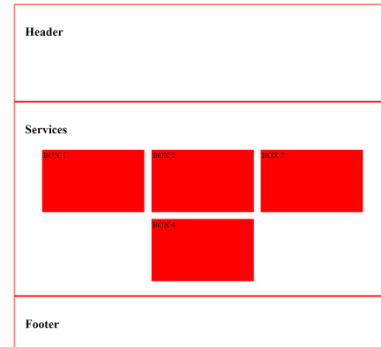 Header
Services
BOX 1
BOX 2
BOX 3
BOX 4
Footer